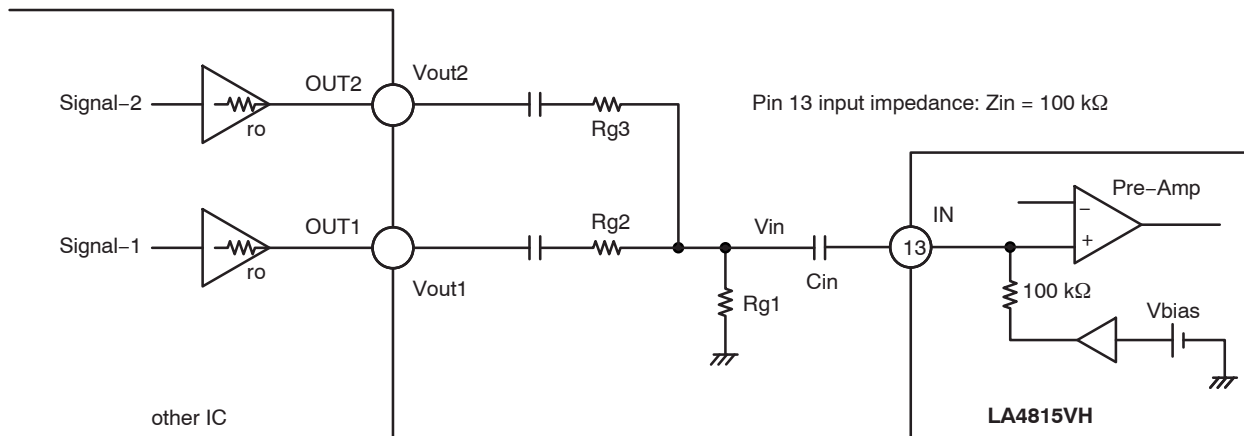 Signal−2
ro
OUT2
Vout2
Rg3
Pin 13 input impedance: Zin = 100 kΩ
Signal−1
ro
OUT1
Vout1
Rg2
Rg1
Vin
Cin
IN
13
Pre−Amp
−
+
100 kΩ
Vbias
other IC
LA4815VH